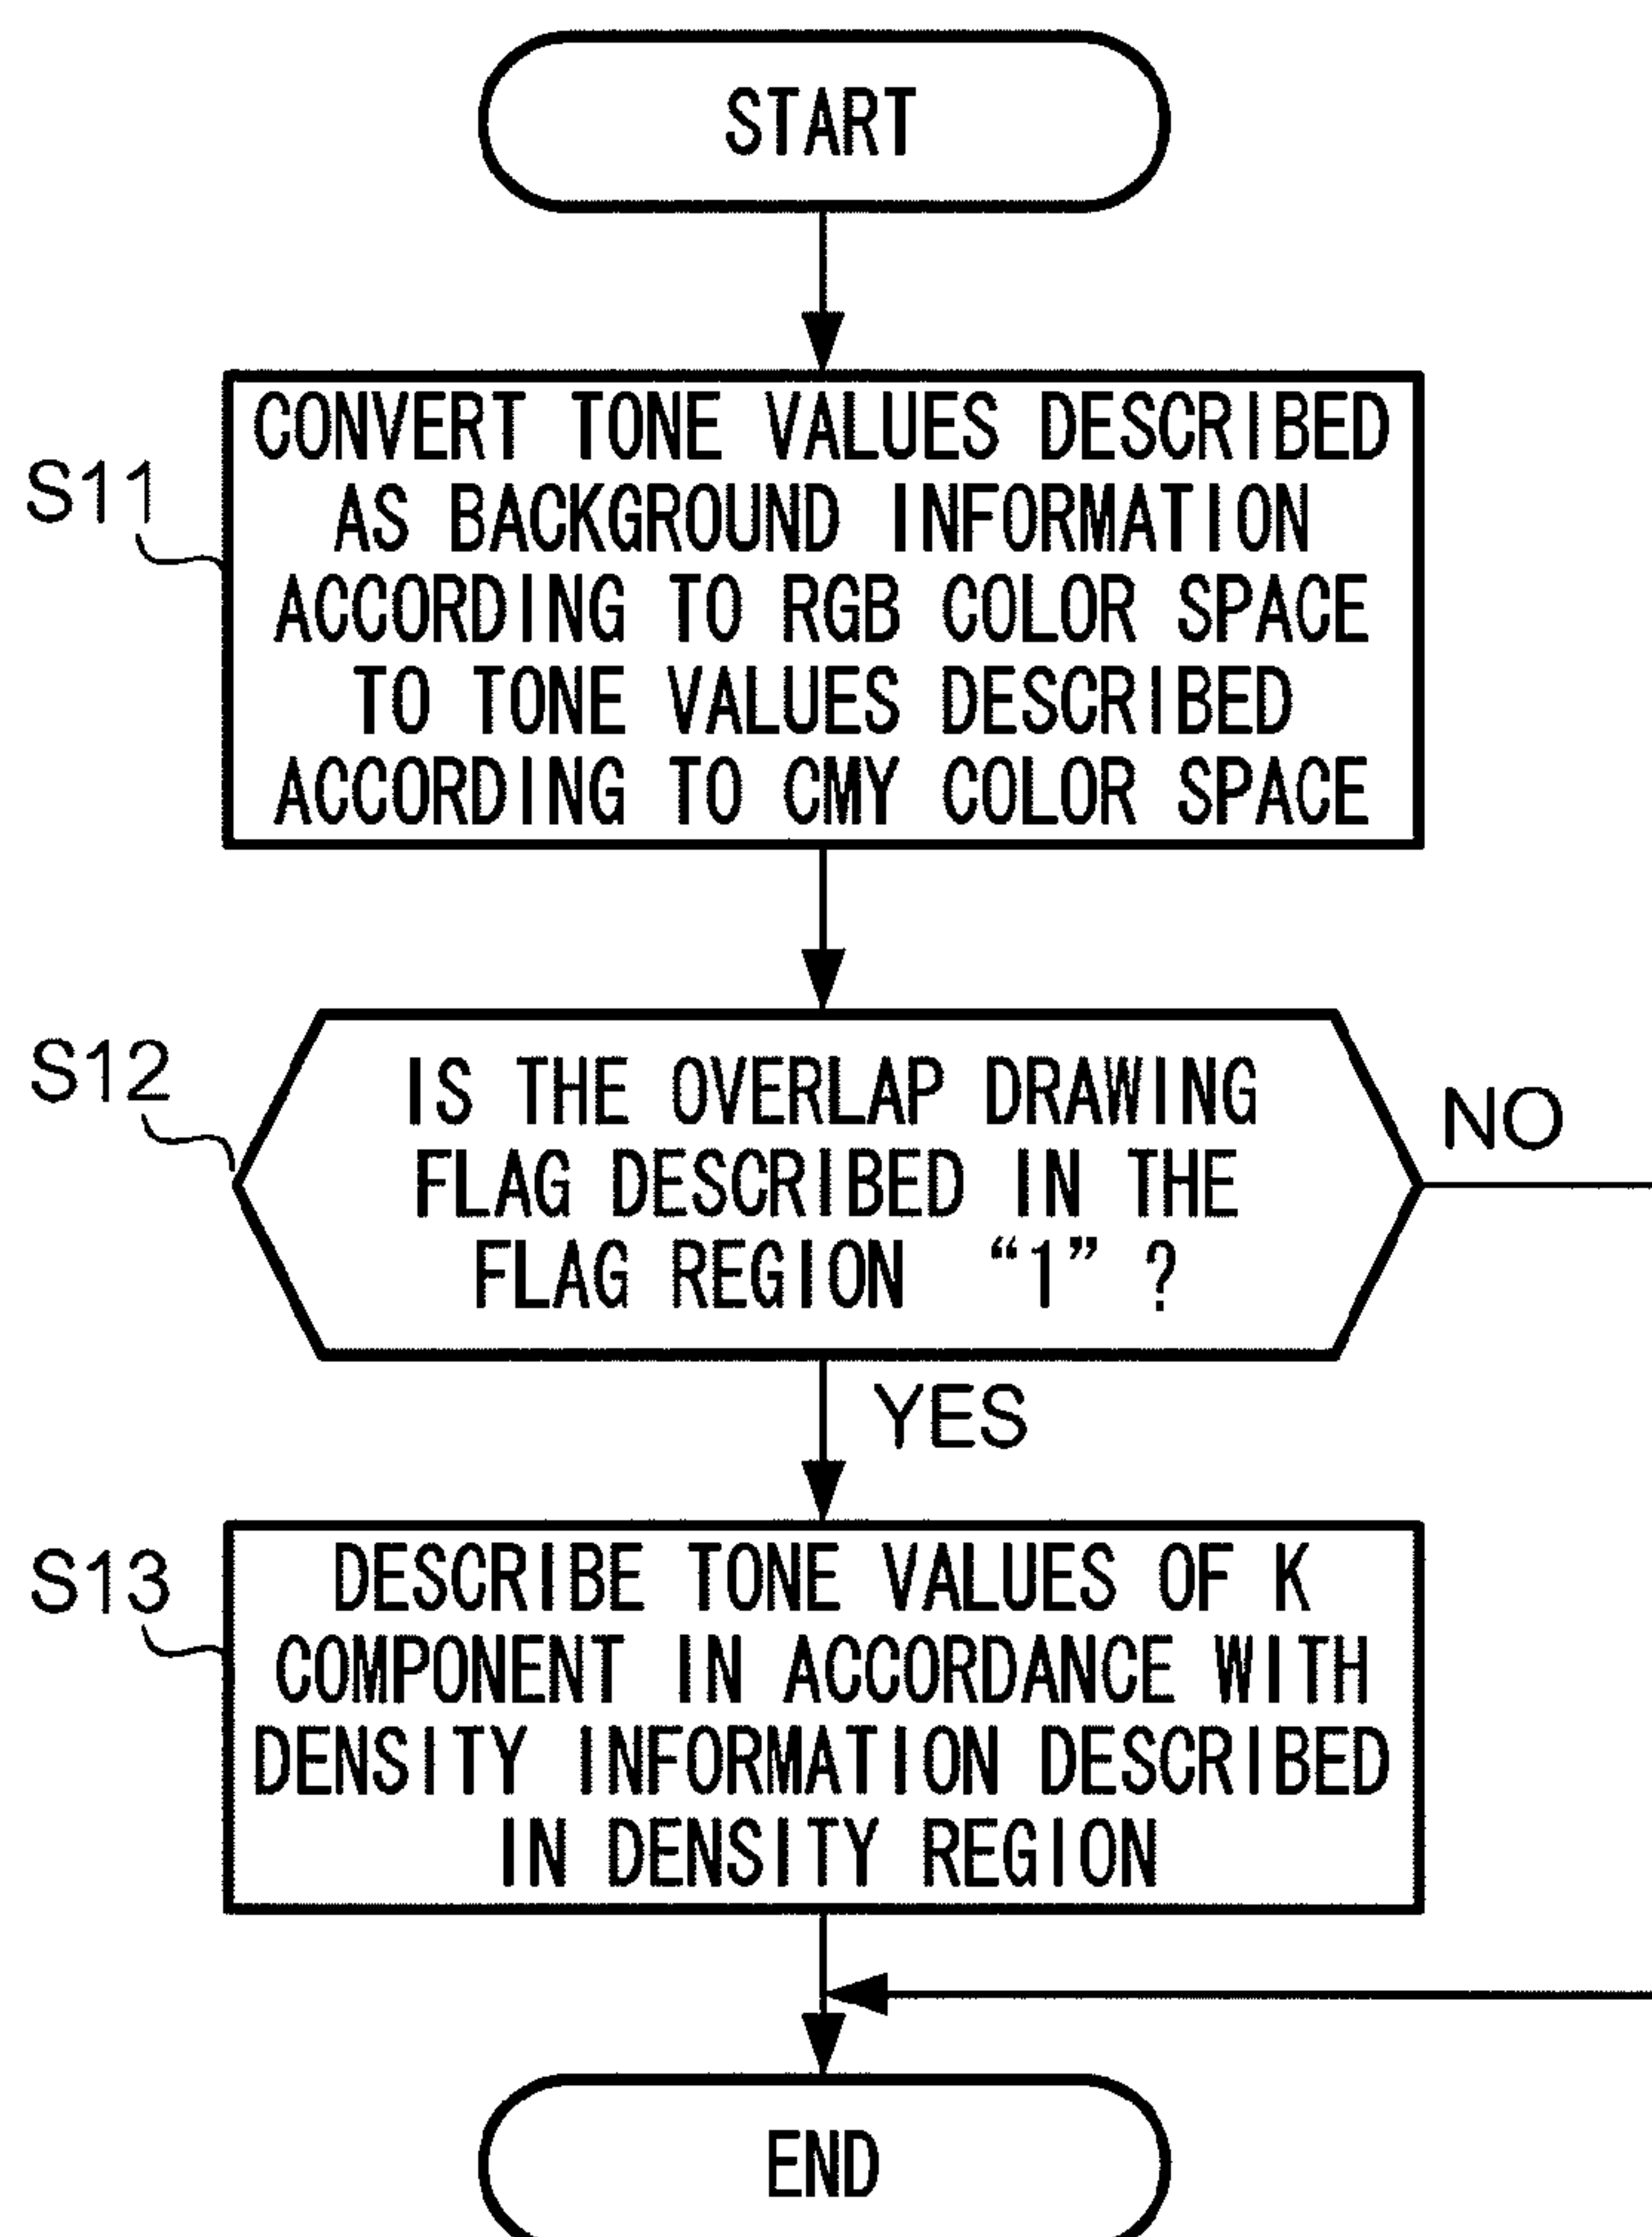 START
S11
CONVERT TONE VALUES DESCRIBED
AS BACKGROUND INFORMATION
ACCORDING TO RGB COLOR SPACE
TO TONE VALUES DESCRIBED
ACCORDING TO CMY COLOR SPACE
S12
IS THE OVERLAP DRAWING
FLAG DESCRIBED IN THE
FLAG REGION “1” ?
NO
YES
S13
DESCRIBE TONE VALUES OF K
COMPONENT IN ACCORDANCE WITH
DENSITY INFORMATION DESCRIBED
IN DENSITY REGION
END